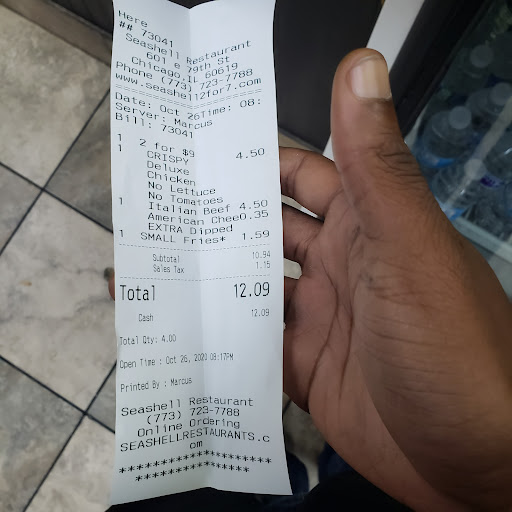 Here
## 73041
Seashell Restaurant
601 e 79th St
Chicago,IL 60619
Phone (773) 723-7788
www.seashell2for7.com
Date: Oct 26Time: 08:
Server: Marcus
Bill: 73041
1 2 for $9
1 CRISPY 4.50
Deluxe
Chicken
No Lettuce
No Tomatoes
1 Italian Beef 4.50
American Chee0.35
EXTRA Dipped
1 SMALL Fries* 1.59
Subtotal 10.94
Sales Tax 1.15
Total 12.09
Cash 12.09
Total Qty: 4.00
Open Time : Oct 26, 2020 08:17PM
Printed By : Marcus
Seashell Restaurant
(773) 723-7788
Online Ordering
SEASHELLRESTAURANTS.C
om
********************
***************